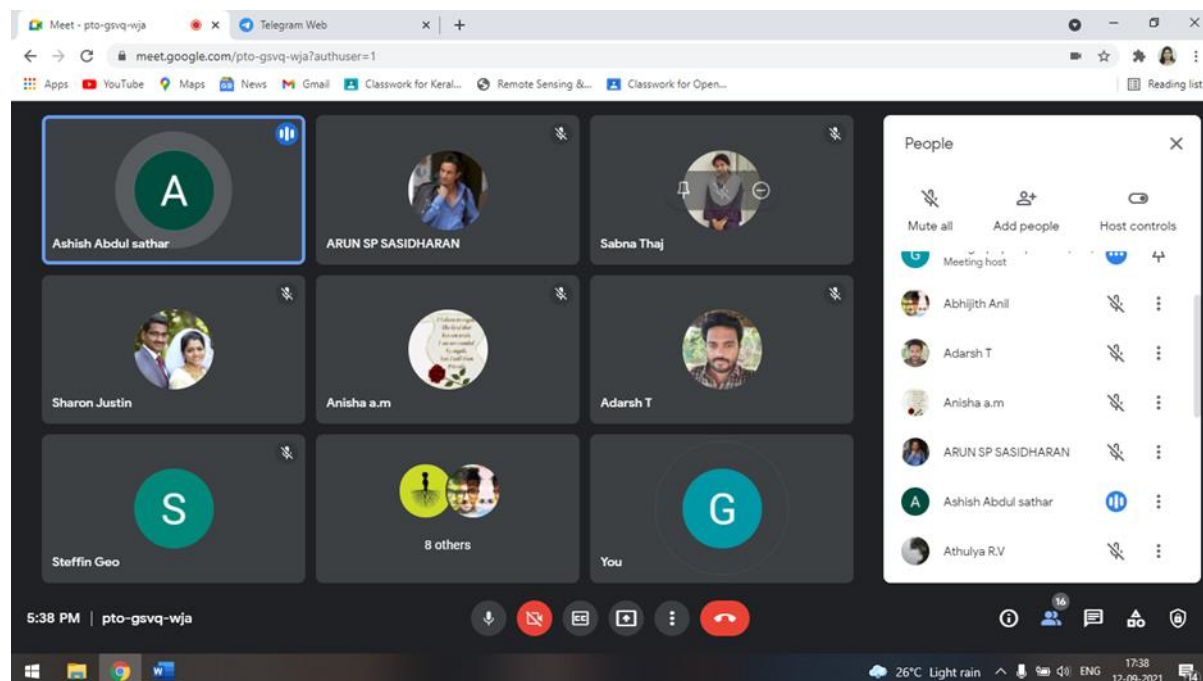 Meet - pto-gsvq-wja
Telegram Web
meet.google.com/pto-gsvq-wja?authuser=1
Apps YouTube Maps News Gmail Classwork for Keral... Remote Sensing &... Classwork for Open... Reading list
A
Ashish Abdul sathar
ARUN SP SASIDHARAN
Sabna Thaj
Sharon Justin
Anisha a.m
Adarsh T
S
Steffin Geo
8 others
G
You
People
Mute all Add people Host controls
G
Meeting host
Abhijith Anil
Adarsh T
Anisha a.m
ARUN SP SASIDHARAN
A Ashish Abdul sathar
Athulya R.V
5:38 PM | pto-gsvq-wja
CC
16
26°C Light rain ENG 17:38
12-09-2021